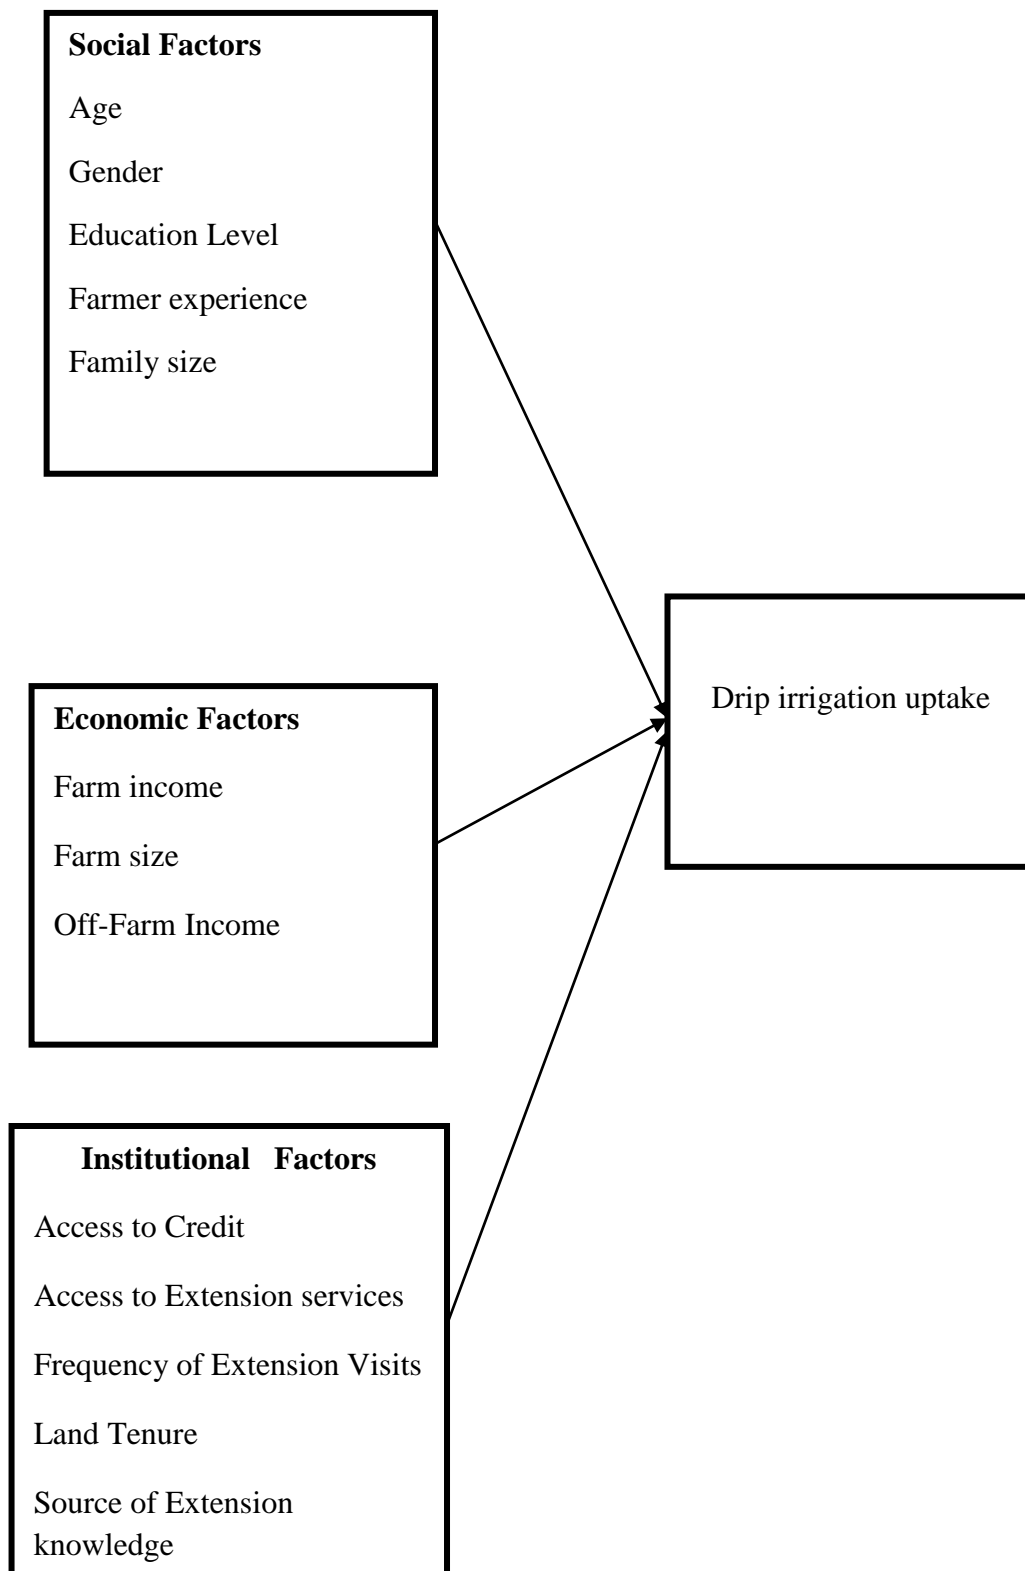 Social Factors
Age
Gender
Education Level
Farmer experience
Family size
Drip irrigation uptake
Economic Factors
Farm income
Farm size
Off-Farm Income
Institutional Factors
Access to Credit
Access to Extension services
Frequency of Extension Visits
Land Tenure
Source of Extension
knowledge